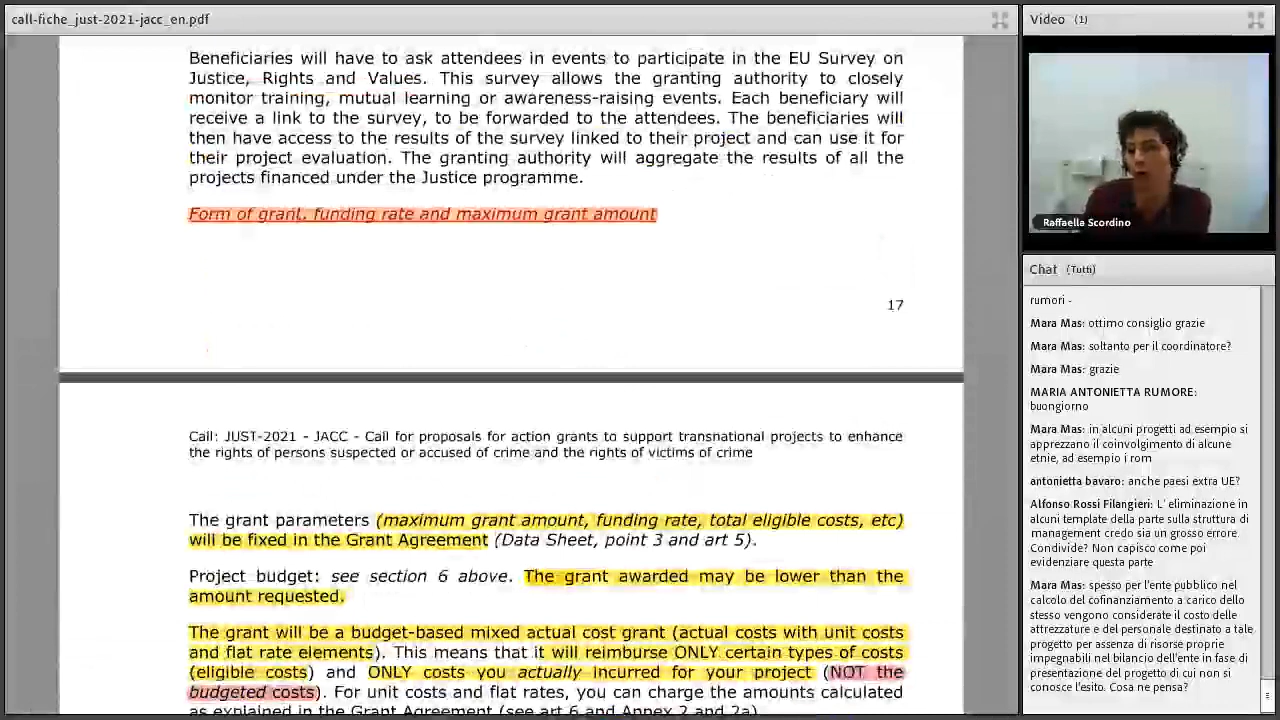 call-fiche_just-2021-jacc_en.pdf
Beneficiaries will have to ask attendees in events to participate in the EU Survey on
Justice, Rights and Values. This survey allows the granting authority to closely
monitor training, mutual learning or awareness-raising events. Each beneficiary will
receive a link to the survey, to be forwarded to the attendees. The beneficiaries will
then have access to the results of the survey linked to their project and can use it for
their project evaluation. The granting authority will aggregate the results of all the
projects financed under the Justice programme.
Form of grant, funding rate and maximum grant amount
17
Call: JUST-2021 - JACC - Call for proposals for action grants to support transnational projects to enhance
the rights of persons suspected or accused of crime and the rights of victims of crime
The grant parameters (maximum grant amount, funding rate, total eligible costs, etc)
will be fixed in the Grant Agreement (Data Sheet, point 3 and art 5).
Project budget: see section 6 above. The grant awarded may be lower than the
amount requested.
The grant will be a budget-based mixed actual cost grant (actual costs with unit costs
and flat rate elements). This means that it will reimburse ONLY certain types of costs
(eligible costs) and ONLY costs you actually incurred for your project (NOT the
budgeted costs). For unit costs and flat rates, you can charge the amounts calculated
as explained in the Grant Agreement (see art 6 and Annex 2 and 2a).
Video (1)
Raffaella Scordino
Chat (Tutti)
rumori -
Mara Mas: ottimo consiglio grazie
Mara Mas: soltanto per il coordinatore?
Mara Mas: grazie
MARIA ANTONIETTA RUMORE:
buongiorno
Mara Mas: in alcuni progetti ad esempio si
apprezzano il coinvolgimento di alcune
etnie, ad esempio i rom
antonietta bavaro: anche paesi extra UE?
Alfonso Rossi Filangieri: L' eliminazione in
alcuni template della parte sulla struttura di
management credo sia un grosso errore.
Condivide? Non capisco come poi
evidenziare questa parte
Mara Mas: spesso per l'ente pubblico nel
calcolo del cofinanziamento a carico dello
stesso vengono considerate il costo delle
attrezzature e del personale destinato a tale
progetto per assenza di risorse proprie
impegnabili nel bilancio dell'ente in fase di
presentazione del progetto di cui non si
conosce l'esito. Cosa ne pensa?